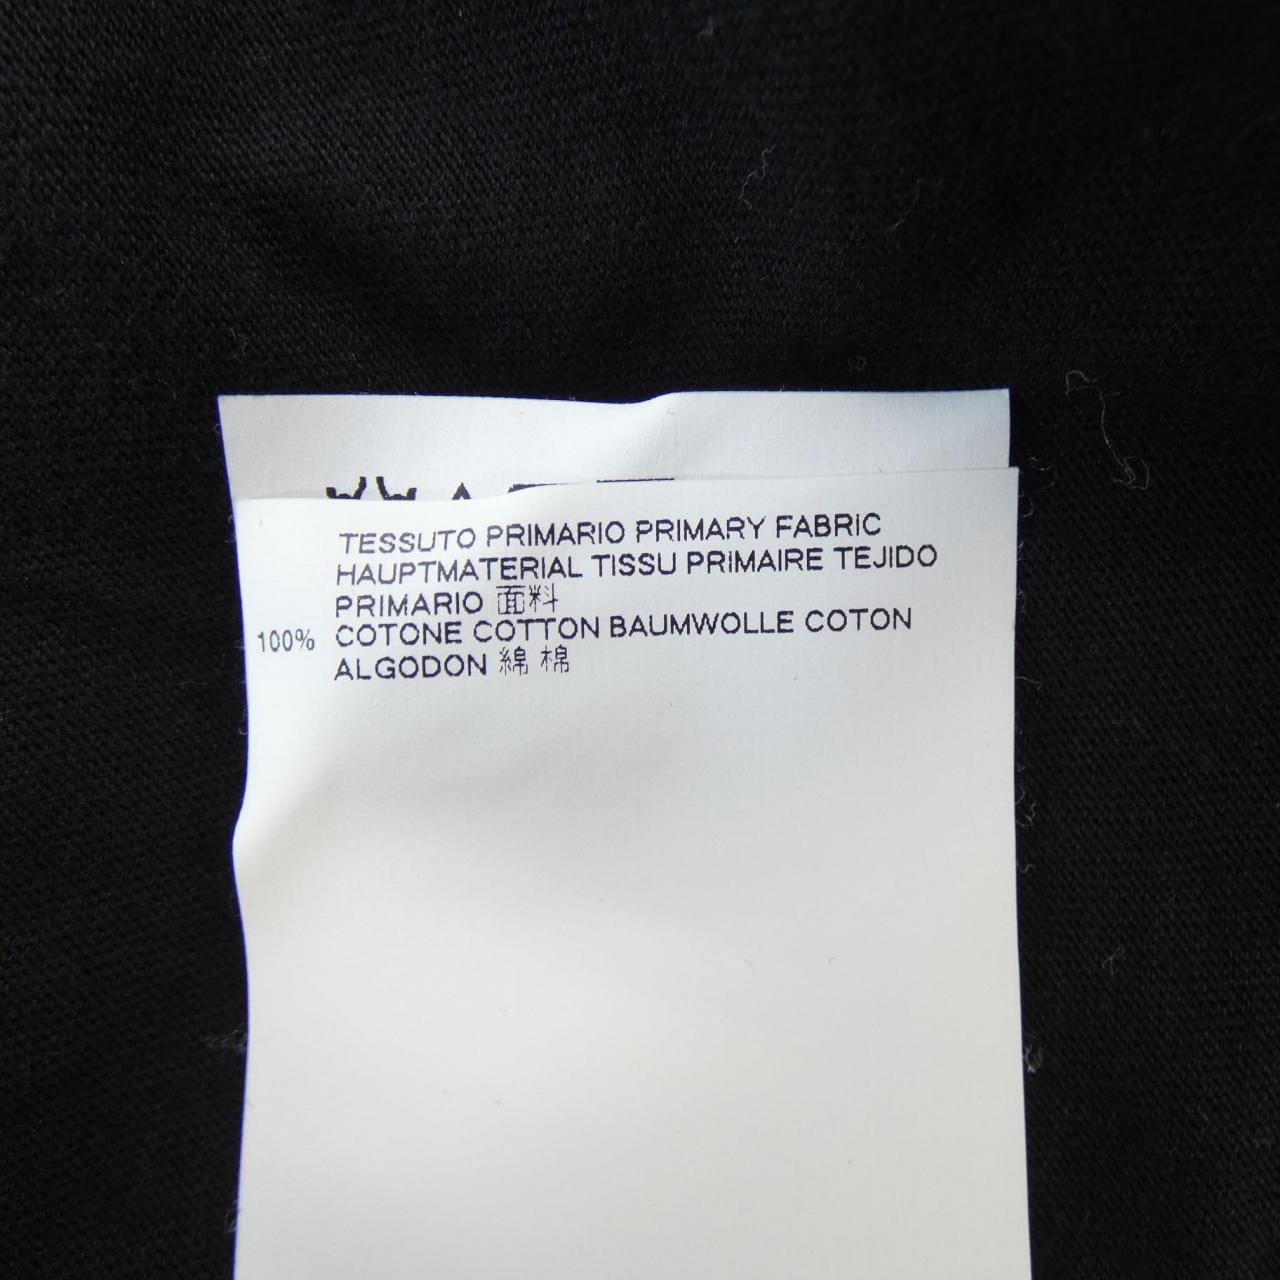 TESSUTO PRIMARIO PRIMARY FABRIC
HAUPTMATERIAL TISSU PRIMAIRE TEJIDO
PRIMARIO 面料
100% COTONE COTTON BAUMWOLLE COTON
ALGODON 綿 棉